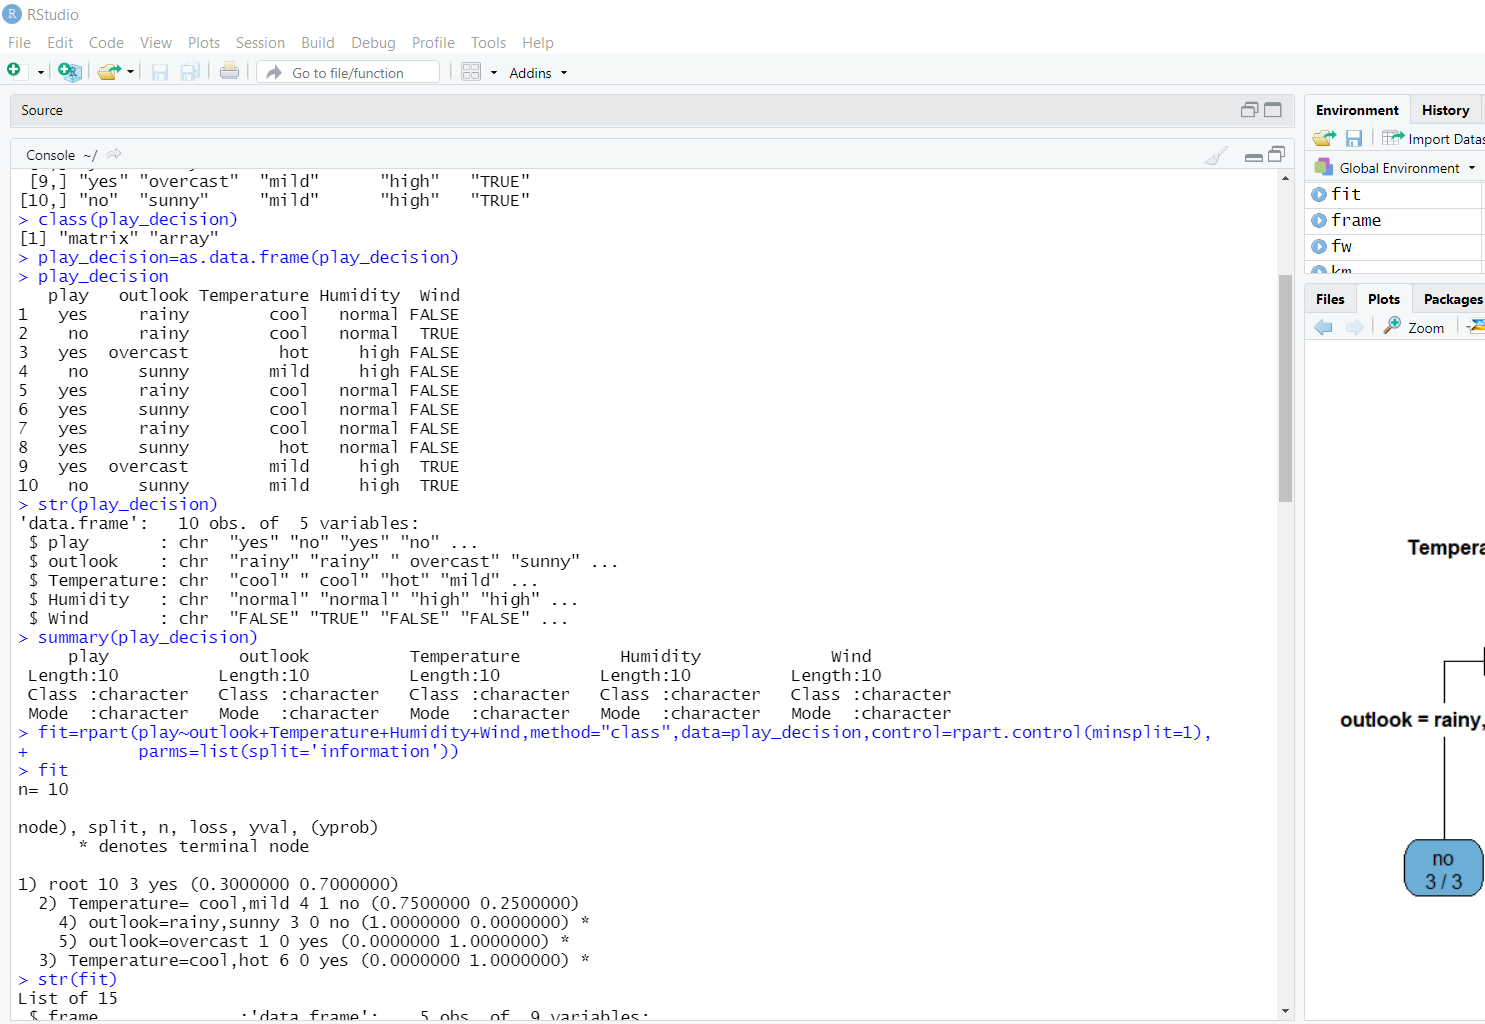 RStudio
File Edit Code View Plots Session Build Debug Profile Tools Help
Go to file/function Addins
Source
Console ~/
[9,] "yes" "overcast" "mild" "high" "TRUE"
[10,] "no" "sunny" "mild" "high" "TRUE"
> class(play_decision)
[1] "matrix" "array"
> play_decision=as.data.frame(play_decision)
> play_decision
play outlook Temperature Humidity Wind
1 yes rainy cool normal FALSE
2 no rainy cool normal TRUE
3 yes overcast hot high FALSE
4 no sunny mild high FALSE
5 yes rainy cool normal FALSE
6 yes sunny cool normal FALSE
7 yes rainy cool normal FALSE
8 yes sunny hot normal FALSE
9 yes overcast mild high TRUE
10 no sunny mild high TRUE
> str(play_decision)
'data.frame': 10 obs. of 5 variables:
$ play : chr "yes" "no" "yes" "no" ...
$ outlook : chr "rainy" "rainy" " overcast" "sunny" ...
$ Temperature: chr "cool" " cool" "hot" "mild" ...
$ Humidity : chr "normal" "normal" "high" "high" ...
$ Wind : chr "FALSE" "TRUE" "FALSE" "FALSE" ...
> summary(play_decision)
play outlook Temperature Humidity Wind
Length:10 Length:10 Length:10 Length:10 Length:10
Class :character Class :character Class :character Class :character Class :character
Mode :character Mode :character Mode :character Mode :character Mode :character
> fit=rpart(play~outlook+Temperature+Humidity+Wind,method="class",data=play_decision,control=rpart.control(minsplit=1),
+ parms=list(split='information'))
> fit
n= 10
node), split, n, loss, yval, (yprob)
* denotes terminal node
1) root 10 3 yes (0.3000000 0.7000000)
2) Temperature= cool,mild 4 1 no (0.7500000 0.2500000)
4) outlook=rainy,sunny 3 0 no (1.0000000 0.0000000) *
5) outlook=overcast 1 0 yes (0.0000000 1.0000000) *
3) Temperature=cool,hot 6 0 yes (0.0000000 1.0000000) *
> str(fit)
List of 15
$ frame :'data.frame': 5 obs. of 9 variables:
Environment History
Import Datas
Global Environment
fit
frame
fw
km
Files Plots Packages
Zoom
Tempera
outlook = rainy,
no
3 / 3